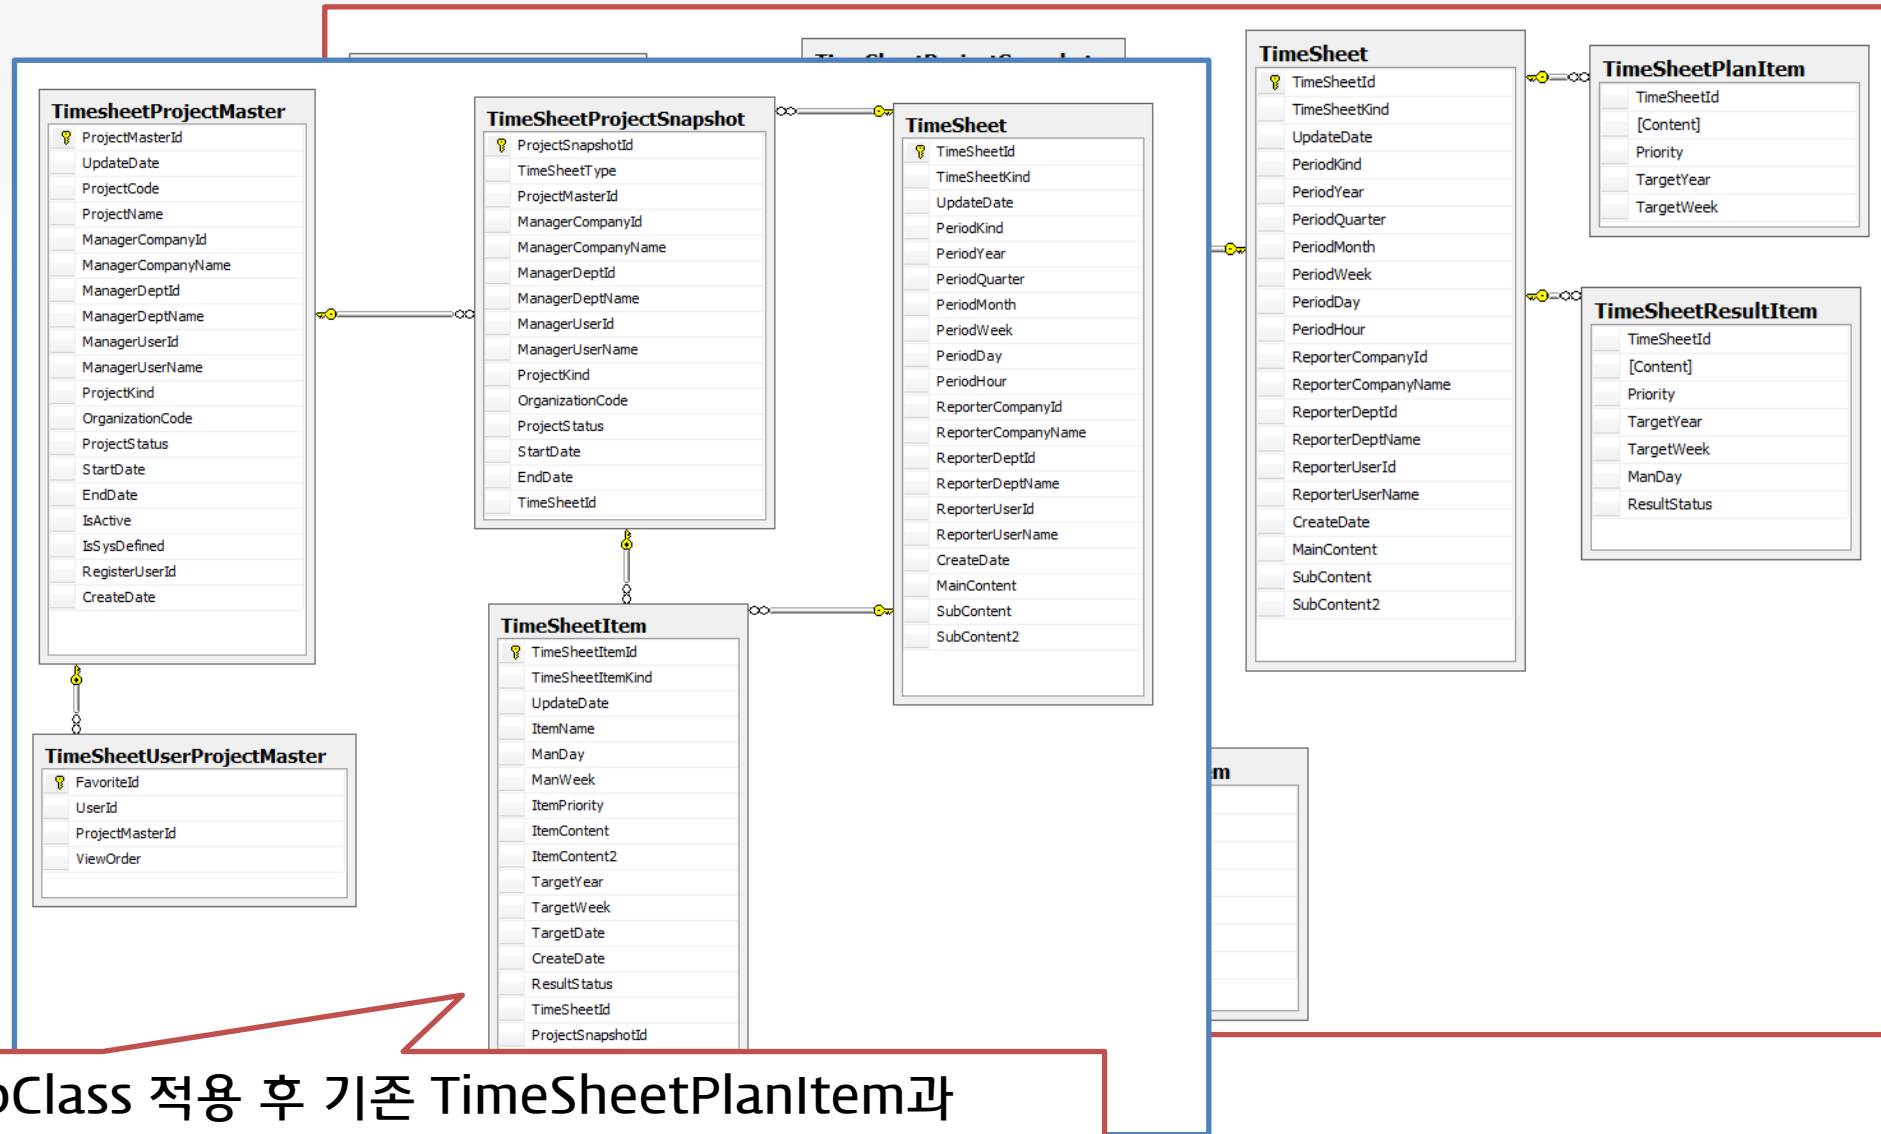 TimesheetProjectMaster
ProjectMasterId
UpdateDate
ProjectCode
ProjectName
ManagerCompanyId
ManagerCompanyName
ManagerDeptId
ManagerDeptName
ManagerUserId
ManagerUserName
ProjectKind
OrganizationCode
ProjectStatus
StartDate
EndDate
IsActive
IsSysDefined
RegisterUserId
CreateDate
TimeSheetUserProjectMaster
FavoriteId
UserId
ProjectMasterId
ViewOrder
TimeSheetProjectSnapshot
ProjectSnapshotId
TimeSheetType
ProjectMasterId
ManagerCompanyId
ManagerCompanyName
ManagerDeptId
ManagerDeptName
ManagerUserId
ManagerUserName
ProjectKind
OrganizationCode
ProjectStatus
StartDate
EndDate
TimeSheetId
TimeSheetItem
TimeSheetItemId
TimeSheetItemKind
UpdateDate
ItemName
ManDay
ManWeek
ItemPriority
ItemContent
ItemContent2
TargetYear
TargetWeek
TargetDate
CreateDate
ResultStatus
TimeSheetId
ProjectSnapshotId
TimeSheet
TimeSheetId
TimeSheetKind
UpdateDate
PeriodKind
PeriodYear
PeriodQuarter
PeriodMonth
PeriodWeek
PeriodDay
PeriodHour
ReporterCompanyId
ReporterCompanyName
ReporterDeptId
ReporterDeptName
ReporterUserId
ReporterUserName
CreateDate
MainContent
SubContent
SubContent2
TimeSheet
TimeSheetId
TimeSheetKind
UpdateDate
PeriodKind
PeriodYear
PeriodQuarter
PeriodMonth
PeriodWeek
PeriodDay
PeriodHour
ReporterCompanyId
ReporterCompanyName
ReporterDeptId
ReporterDeptName
ReporterUserId
ReporterUserName
CreateDate
MainContent
SubContent
SubContent2
TimeSheetPlanItem
TimeSheetId
[Content]
Priority
TargetYear
TargetWeek
TimeSheetResultItem
TimeSheetId
[Content]
Priority
TargetYear
TargetWeek
ManDay
ResultStatus
em
bClass 적용 후 기존 TimeSheetPlanItem과